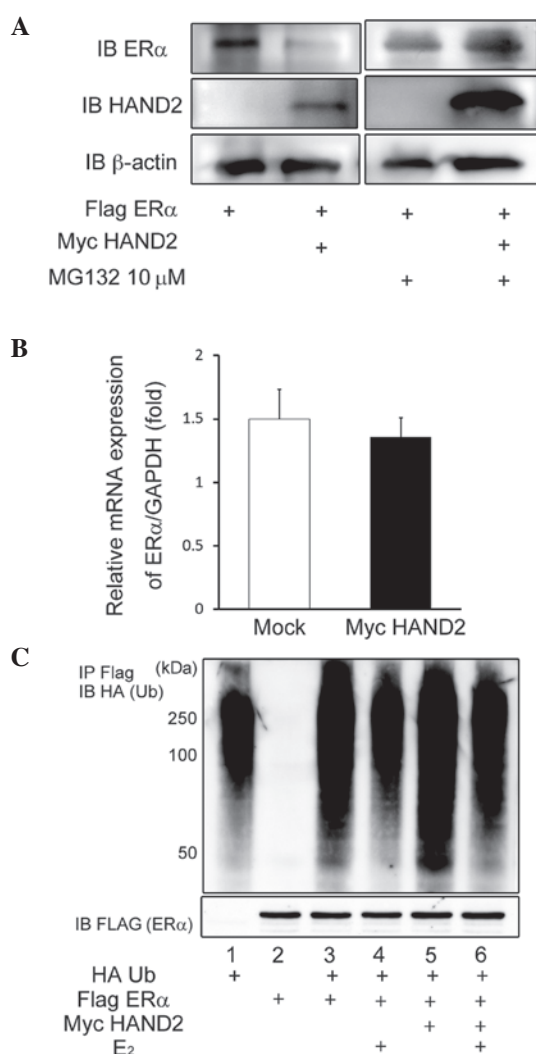 A
IB ERα
IB HAND2
IB β-actin
Flag ERα + + + +
Myc HAND2 + +
MG132 10 μM + +
B
Relative mRNA expression
of ERα/GAPDH (fold)
2
1.5
1
0.5
0
Mock Myc HAND2
C
IP Flag (kDa)
IB HA (Ub)
250
100
50
IB FLAG (ERα)
1 2 3 4 5 6
HA Ub + + + + +
Flag ERα + + + + +
Myc HAND2 + +
E₂ + +